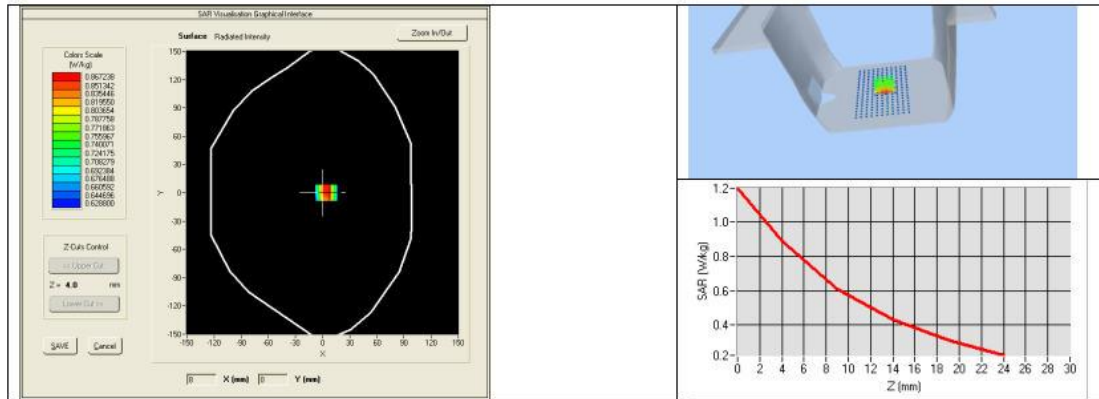 SAR Visualisation Graphical Interface
Surface Radiated Intensity
Zoom In/Out
Colors Scale
(W/kg)
0.867238
0.851342
0.835446
0.819550
0.803654
0.787758
0.771863
0.755967
0.740071
0.724175
0.708279
0.692384
0.676488
0.660592
0.644696
0.628800
Z-Cuts Control
<< Upper Cut
Z = 4.0 mm
Lower Cut >>
SAVE Cancel
150-
120-
90-
60-
30-
0-
-30-
-60-
-90-
-120-
-150-
Y
-150 -120 -90 -60 -30 0 30 60 90 120 150
X
0 X (mm) 0 Y (mm)
1.2-
1.0-
0.8-
0.6-
0.4-
0.2-
SAR (W/kg)
0 2 4 6 8 10 12 14 16 18 20 22 24 26 28 30
Z (mm)